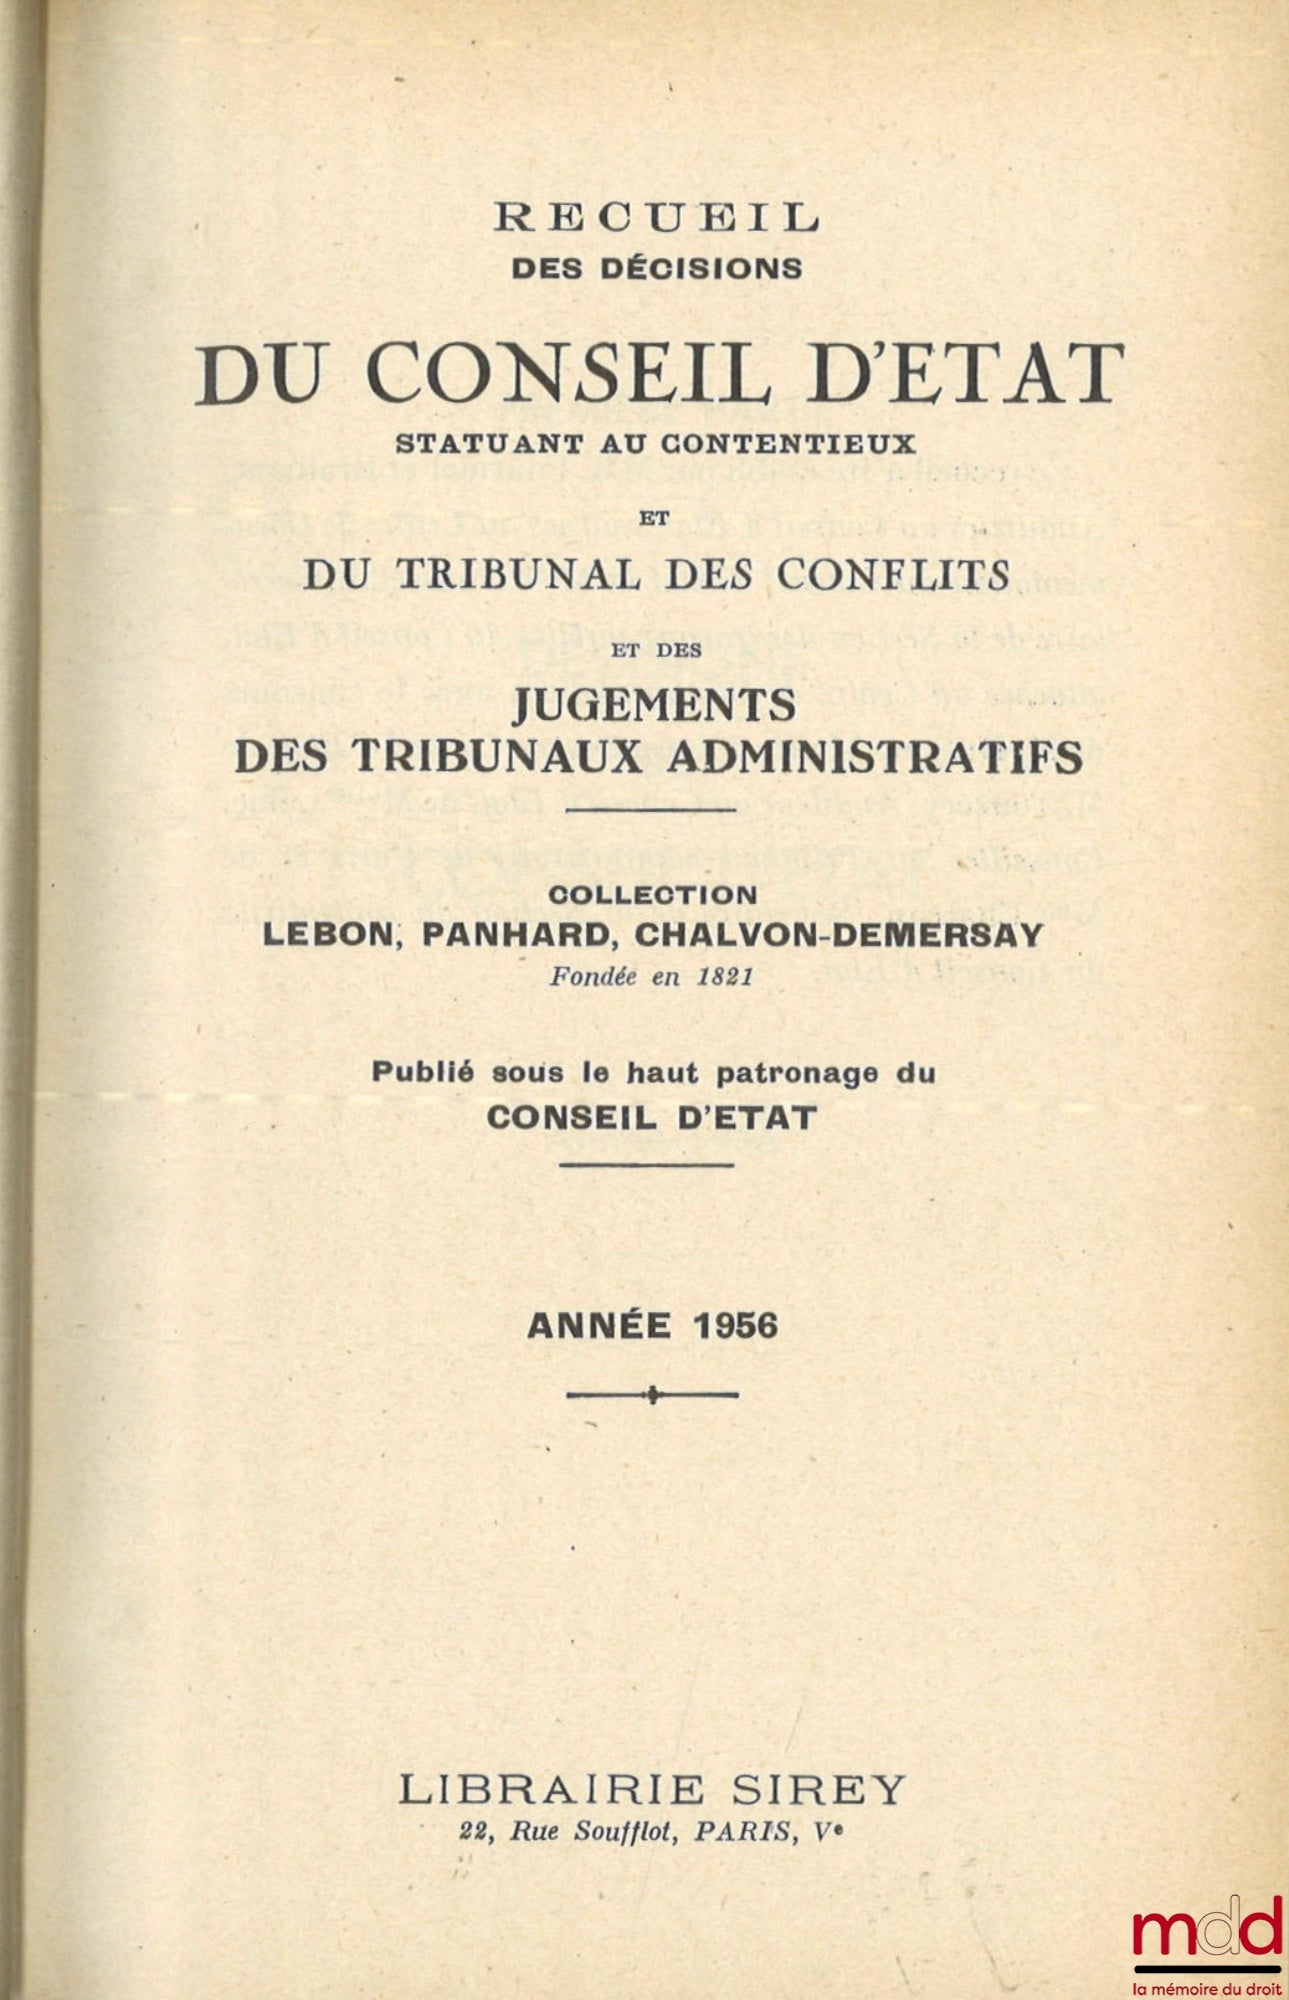 RECUEIL
DES DÉCISIONS
DU CONSEIL D'ETAT
STATUANT AU CONTENTIEUX
ET
DU TRIBUNAL DES CONFLITS
ET DES
JUGEMENTS
DES TRIBUNAUX ADMINISTRATIFS
COLLECTION
LEBON, PANHARD, CHALVON-DEMERSAY
Fondée en 1821
Publié sous le haut patronage du
CONSEIL D'ETAT
ANNÉE 1956
LIBRAIRIE SIREY
22, Rue Soufflot, PARIS, Ve
mdd
la mémoire du droit